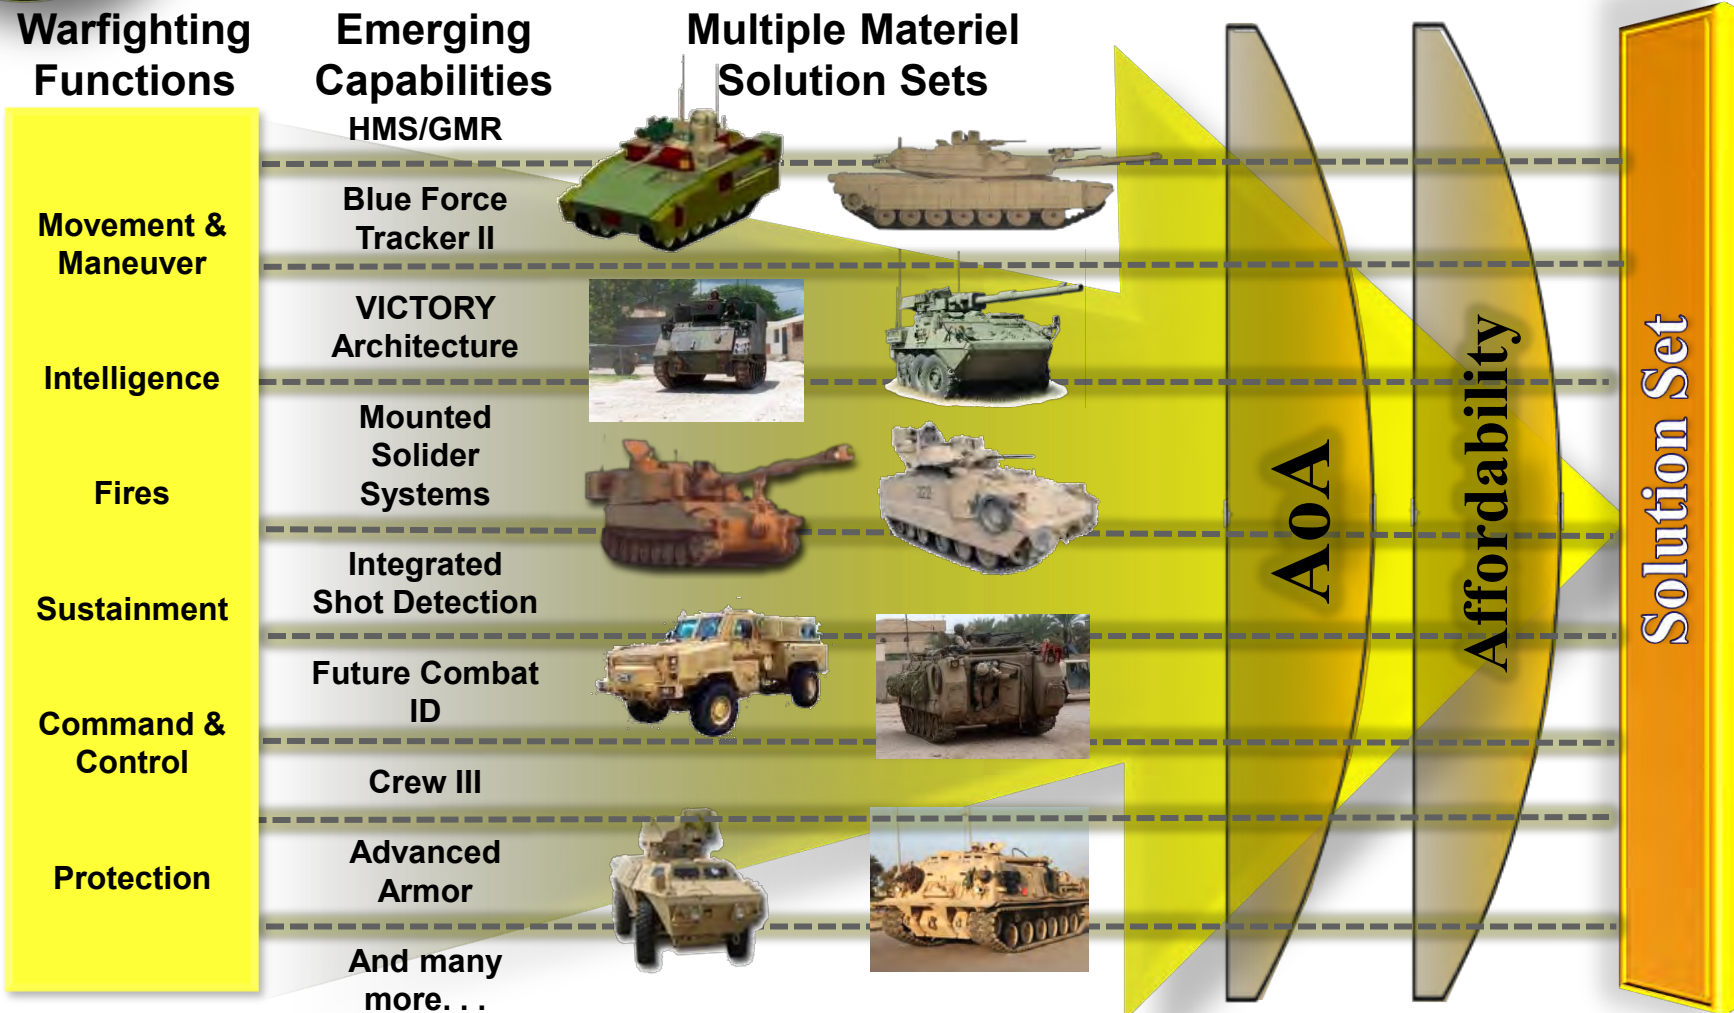 Warfighting
Functions
Movement &
Maneuver
Intelligence
Fires
Sustainment
Command &
Control
Protection
Emerging
Capabilities
HMS/GMR
Blue Force
Tracker II
VICTORY
Architecture
Mounted
Solider
Systems
Integrated
Shot Detection
Future Combat
ID
Crew III
Advanced
Armor
And many
more. . .
Multiple Materiel
Solution Sets
AoA
Affordability
Solution Set